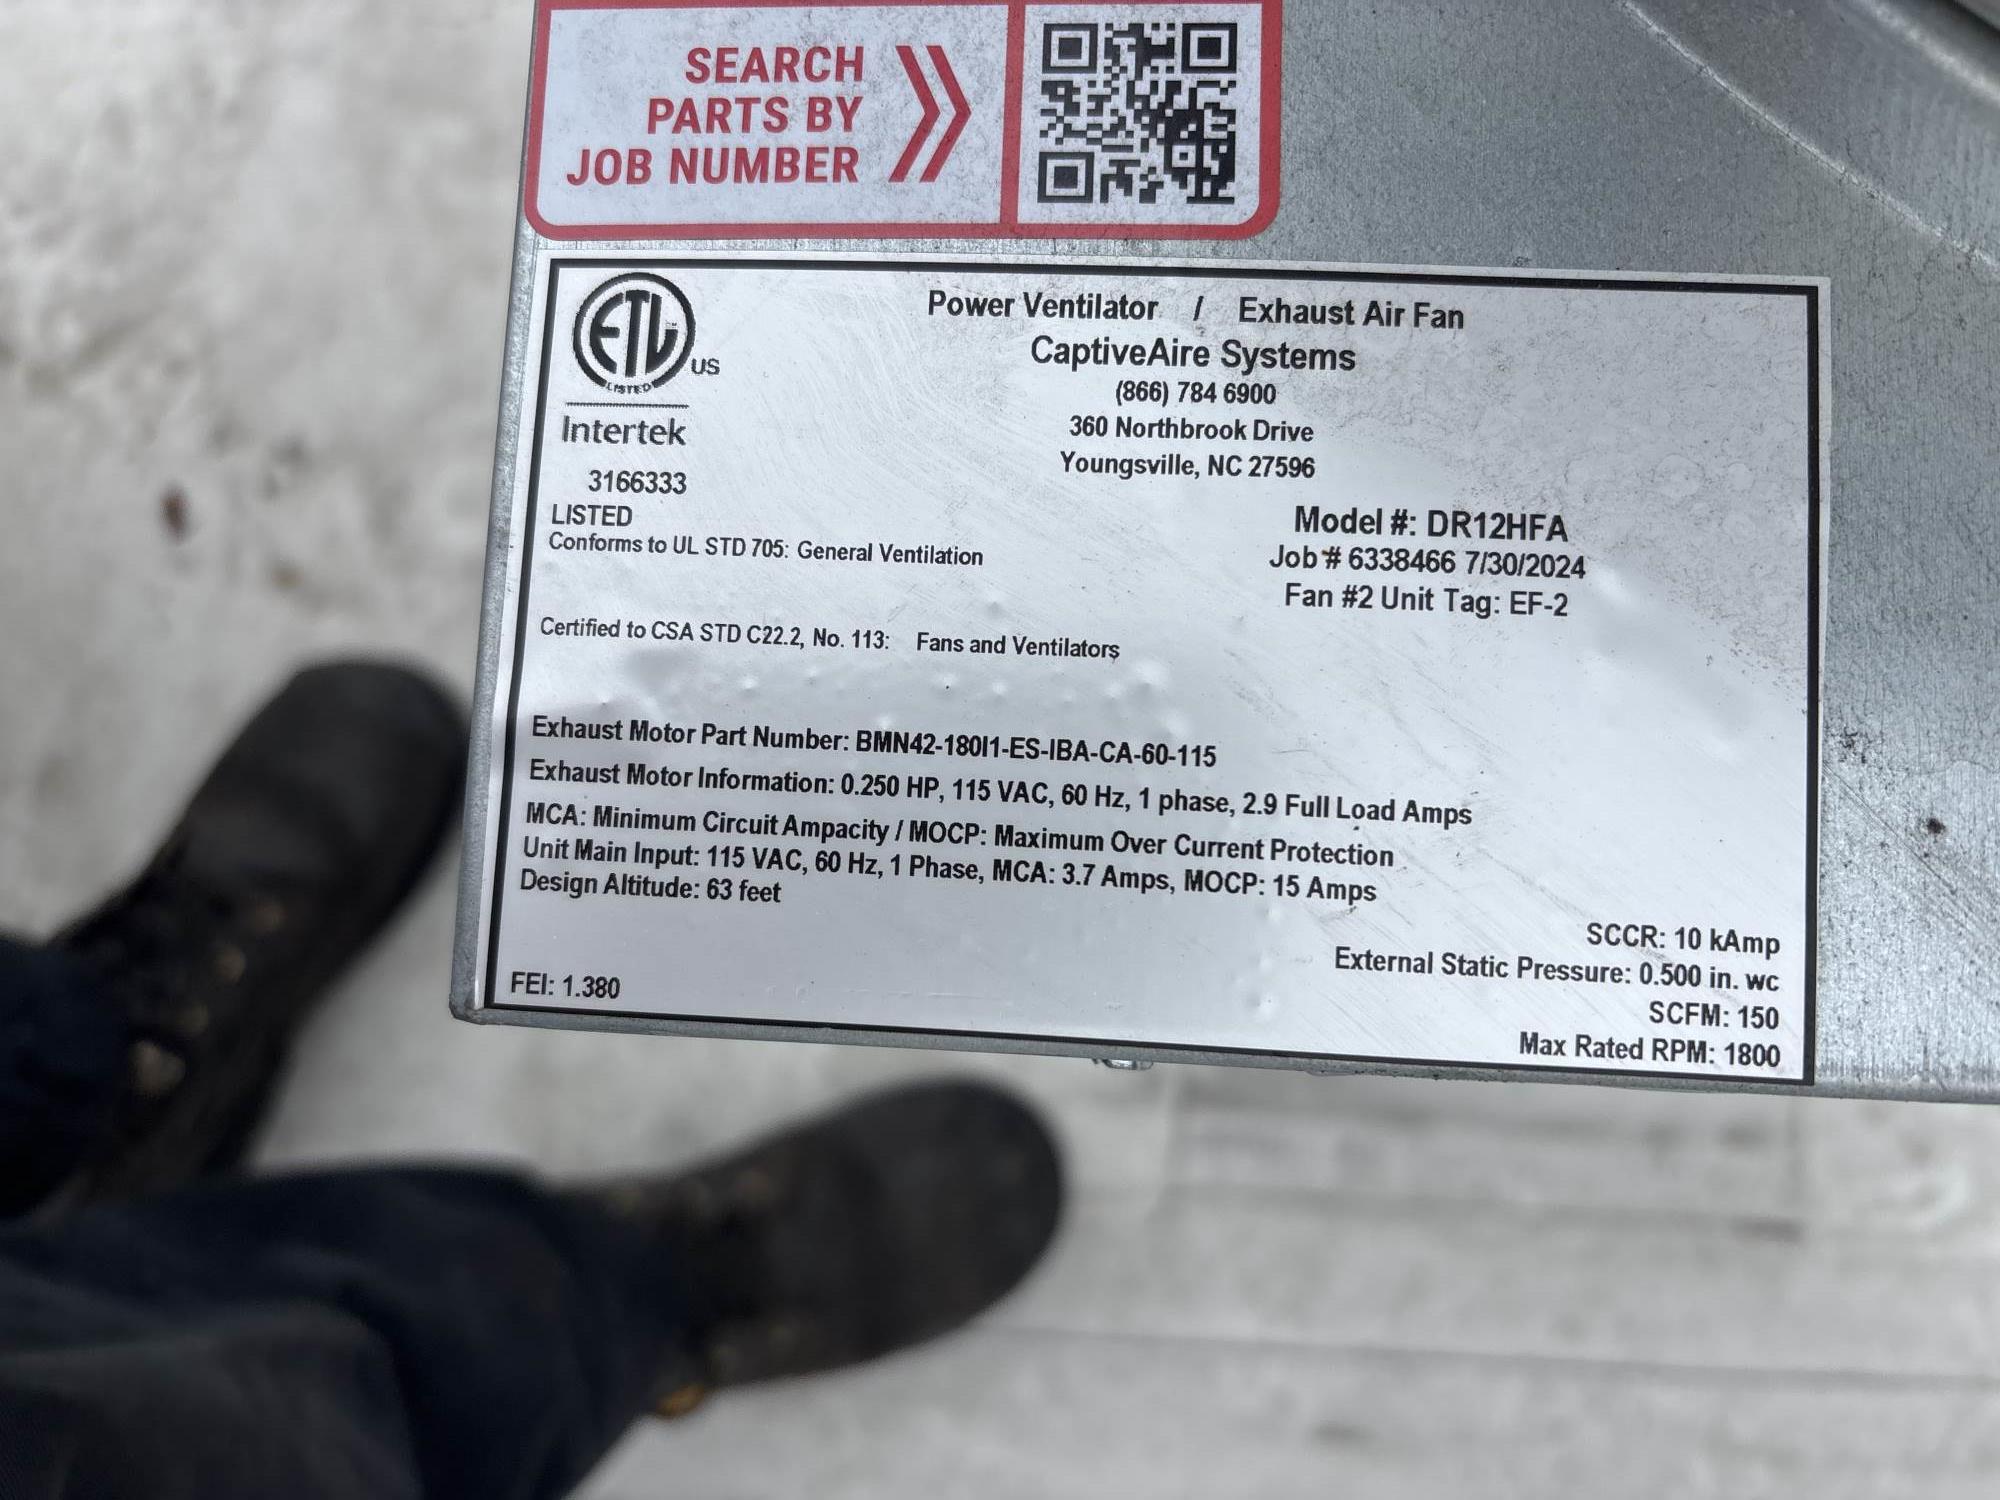 SEARCH
PARTS BY
JOB NUMBER
ETL
LISTED
US
Intertek
3166333
LISTED
Conforms to UL STD 705: General Ventilation
Certified to CSA STD C22.2, No. 113: Fans and Ventilators
Power Ventilator / Exhaust Air Fan
CaptiveAire Systems
(866) 784 6900
360 Northbrook Drive
Youngsville, NC 27596
Model #: DR12HFA
Job # 6338466 7/30/2024
Fan #2 Unit Tag: EF-2
Exhaust Motor Part Number: BMN42-180I1-ES-IBA-CA-60-115
Exhaust Motor Information: 0.250 HP, 115 VAC, 60 Hz, 1 phase, 2.9 Full Load Amps
MCA: Minimum Circuit Ampacity / MOCP: Maximum Over Current Protection
Unit Main Input: 115 VAC, 60 Hz, 1 Phase, MCA: 3.7 Amps, MOCP: 15 Amps
Design Altitude: 63 feet
SCCR: 10 kAmp
External Static Pressure: 0.500 in. wc
SCFM: 150
Max Rated RPM: 1800
FEI: 1.380